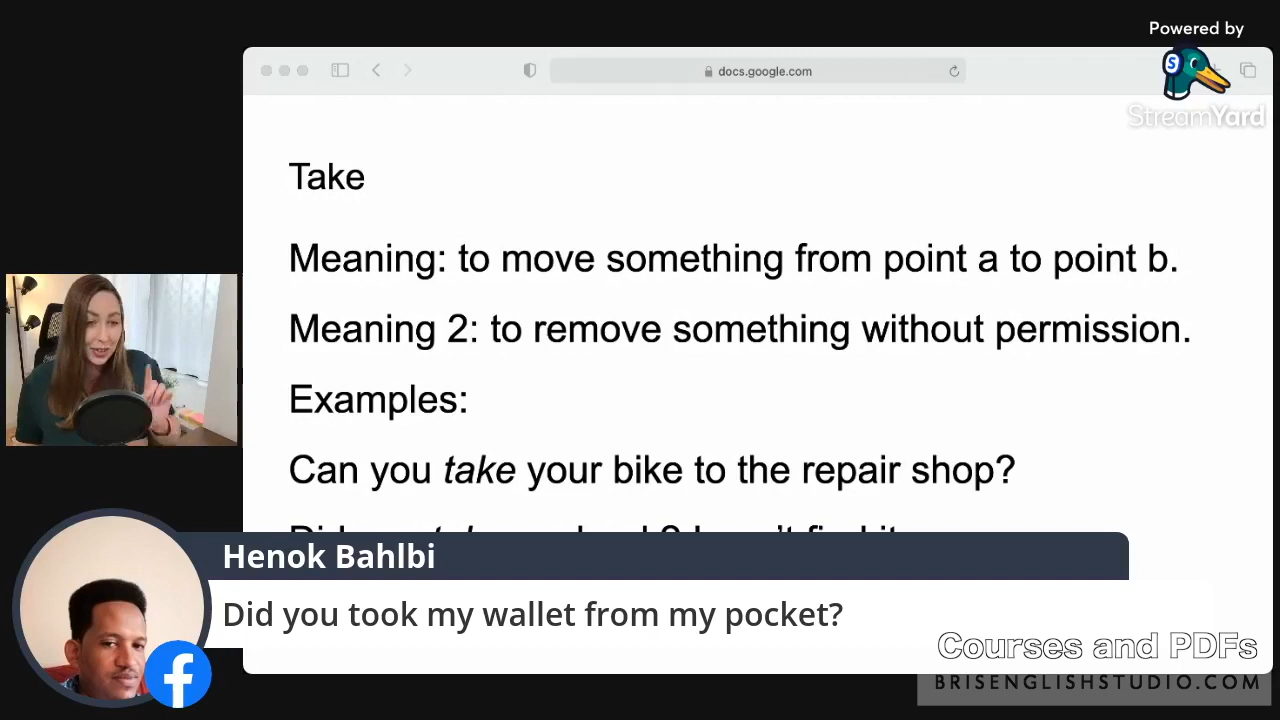 Powered by
docs.google.com
StreamYard
Take
Meaning: to move something from point a to point b.
Meaning 2: to remove something without permission.
Examples:
Can you take your bike to the repair shop?
Henok Bahlbi
Did you took my wallet from my pocket?
Courses and PDFs
BRISENGLISHSTUDIO.COM